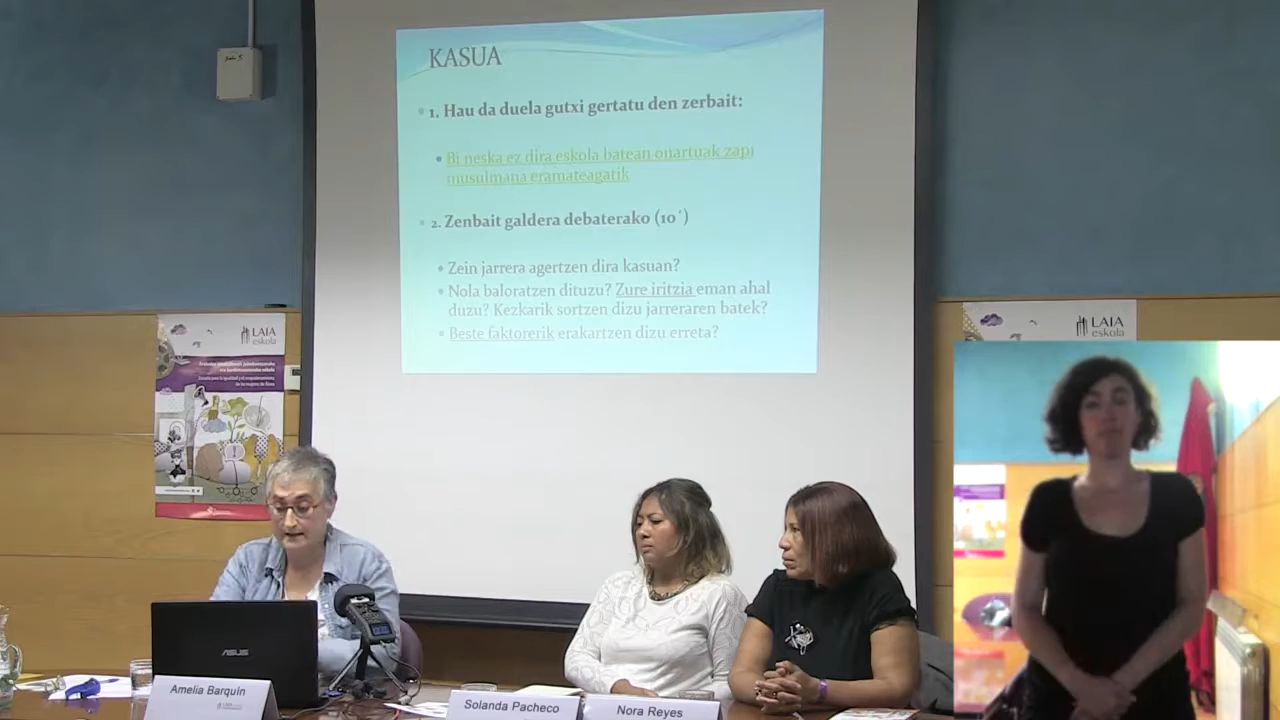 KASUA
1. Hau da duela gutxi gertatu den zerbait:
Bi neska ez dira eskola batean onartuak zapi
musulmana eramateagatik
2. Zenbait galdera debaterako (10´)
Zein jarrera agertzen dira kasuan?
Nola baloratzen dituzu? Zure iritzia eman ahal
duzu? Kezkarik sortzen dizu jarreraren batek?
Beste faktorerik erakartzen dizu erreta?
LAIA
eskola
LAIA
eskola
ASUS
Amelia Barquín
Solanda Pacheco
Nora Reyes